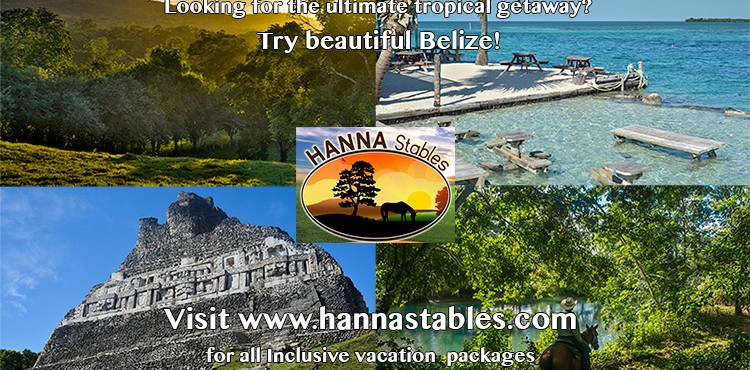 Looking for the ultimate tropical getaway?
Try beautiful Belize!
HANNA Stables
Visit www.hannastables.com
for all Inclusive vacation packages